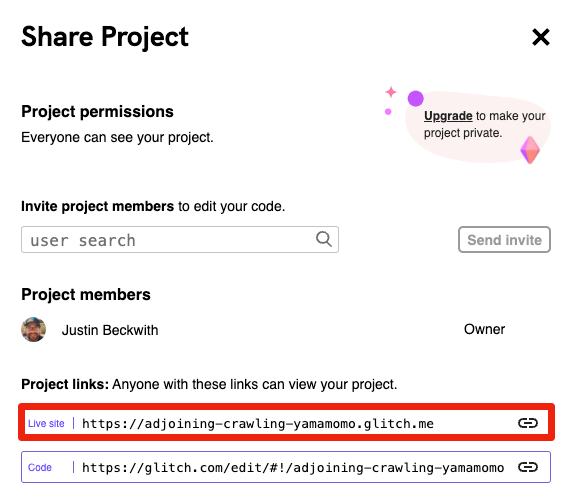 Share Project
Project permissions
Everyone can see your project.
Upgrade to make your
project private.
Invite project members to edit your code.
user search
Send invite
Project members
Justin Beckwith
Owner
Project links: Anyone with these links can view your project.
Live site | https://adjoining-crawling-yamamomo.glitch.me
Code | https://glitch.com/edit/#!/adjoining-crawling-yamamomo